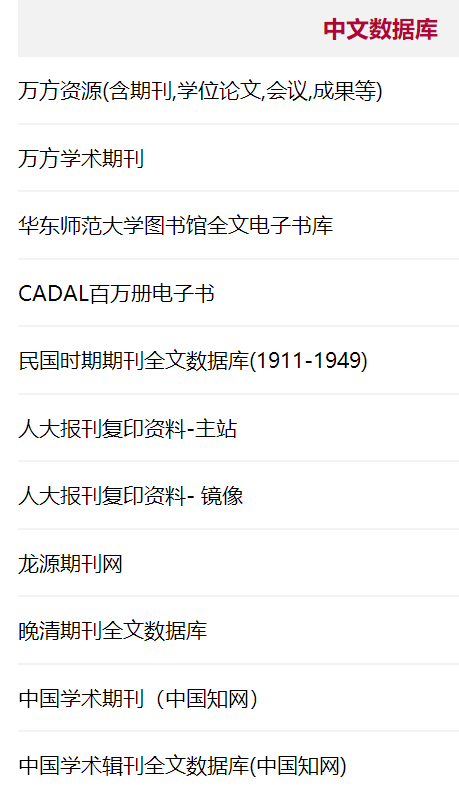 中文数据库
万方资源(含期刊,学位论文,会议,成果等)
万方学术期刊
华东师范大学图书馆全文电子书库
CADAL百万册电子书
民国时期期刊全文数据库(1911-1949)
人大报刊复印资料-主站
人大报刊复印资料- 镜像
龙源期刊网
晚清期刊全文数据库
中国学术期刊（中国知网）
中国学术辑刊全文数据库(中国知网)